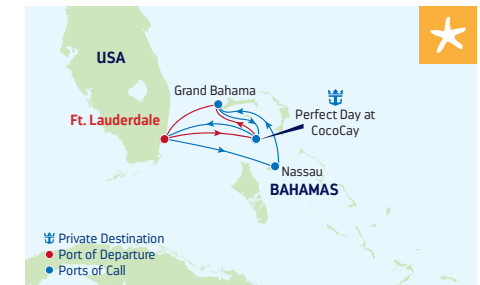 USA
Grand Bahama
Ft. Lauderdale
Perfect Day at
CocoCay
Nassau
BAHAMAS
Private Destination
Port of Departure
Ports of Call